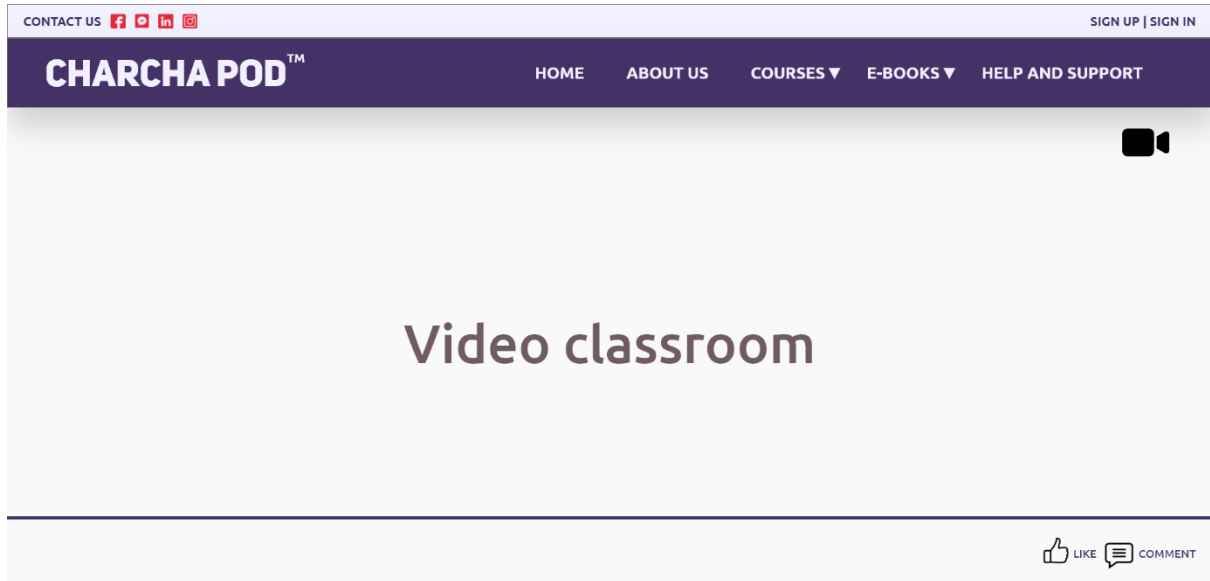 CONTACT US SIGN UP | SIGN IN
CHARCHA POD™ HOME ABOUT US COURSES▼ E-BOOKS▼ HELP AND SUPPORT
Video classroom
LIKE COMMENT